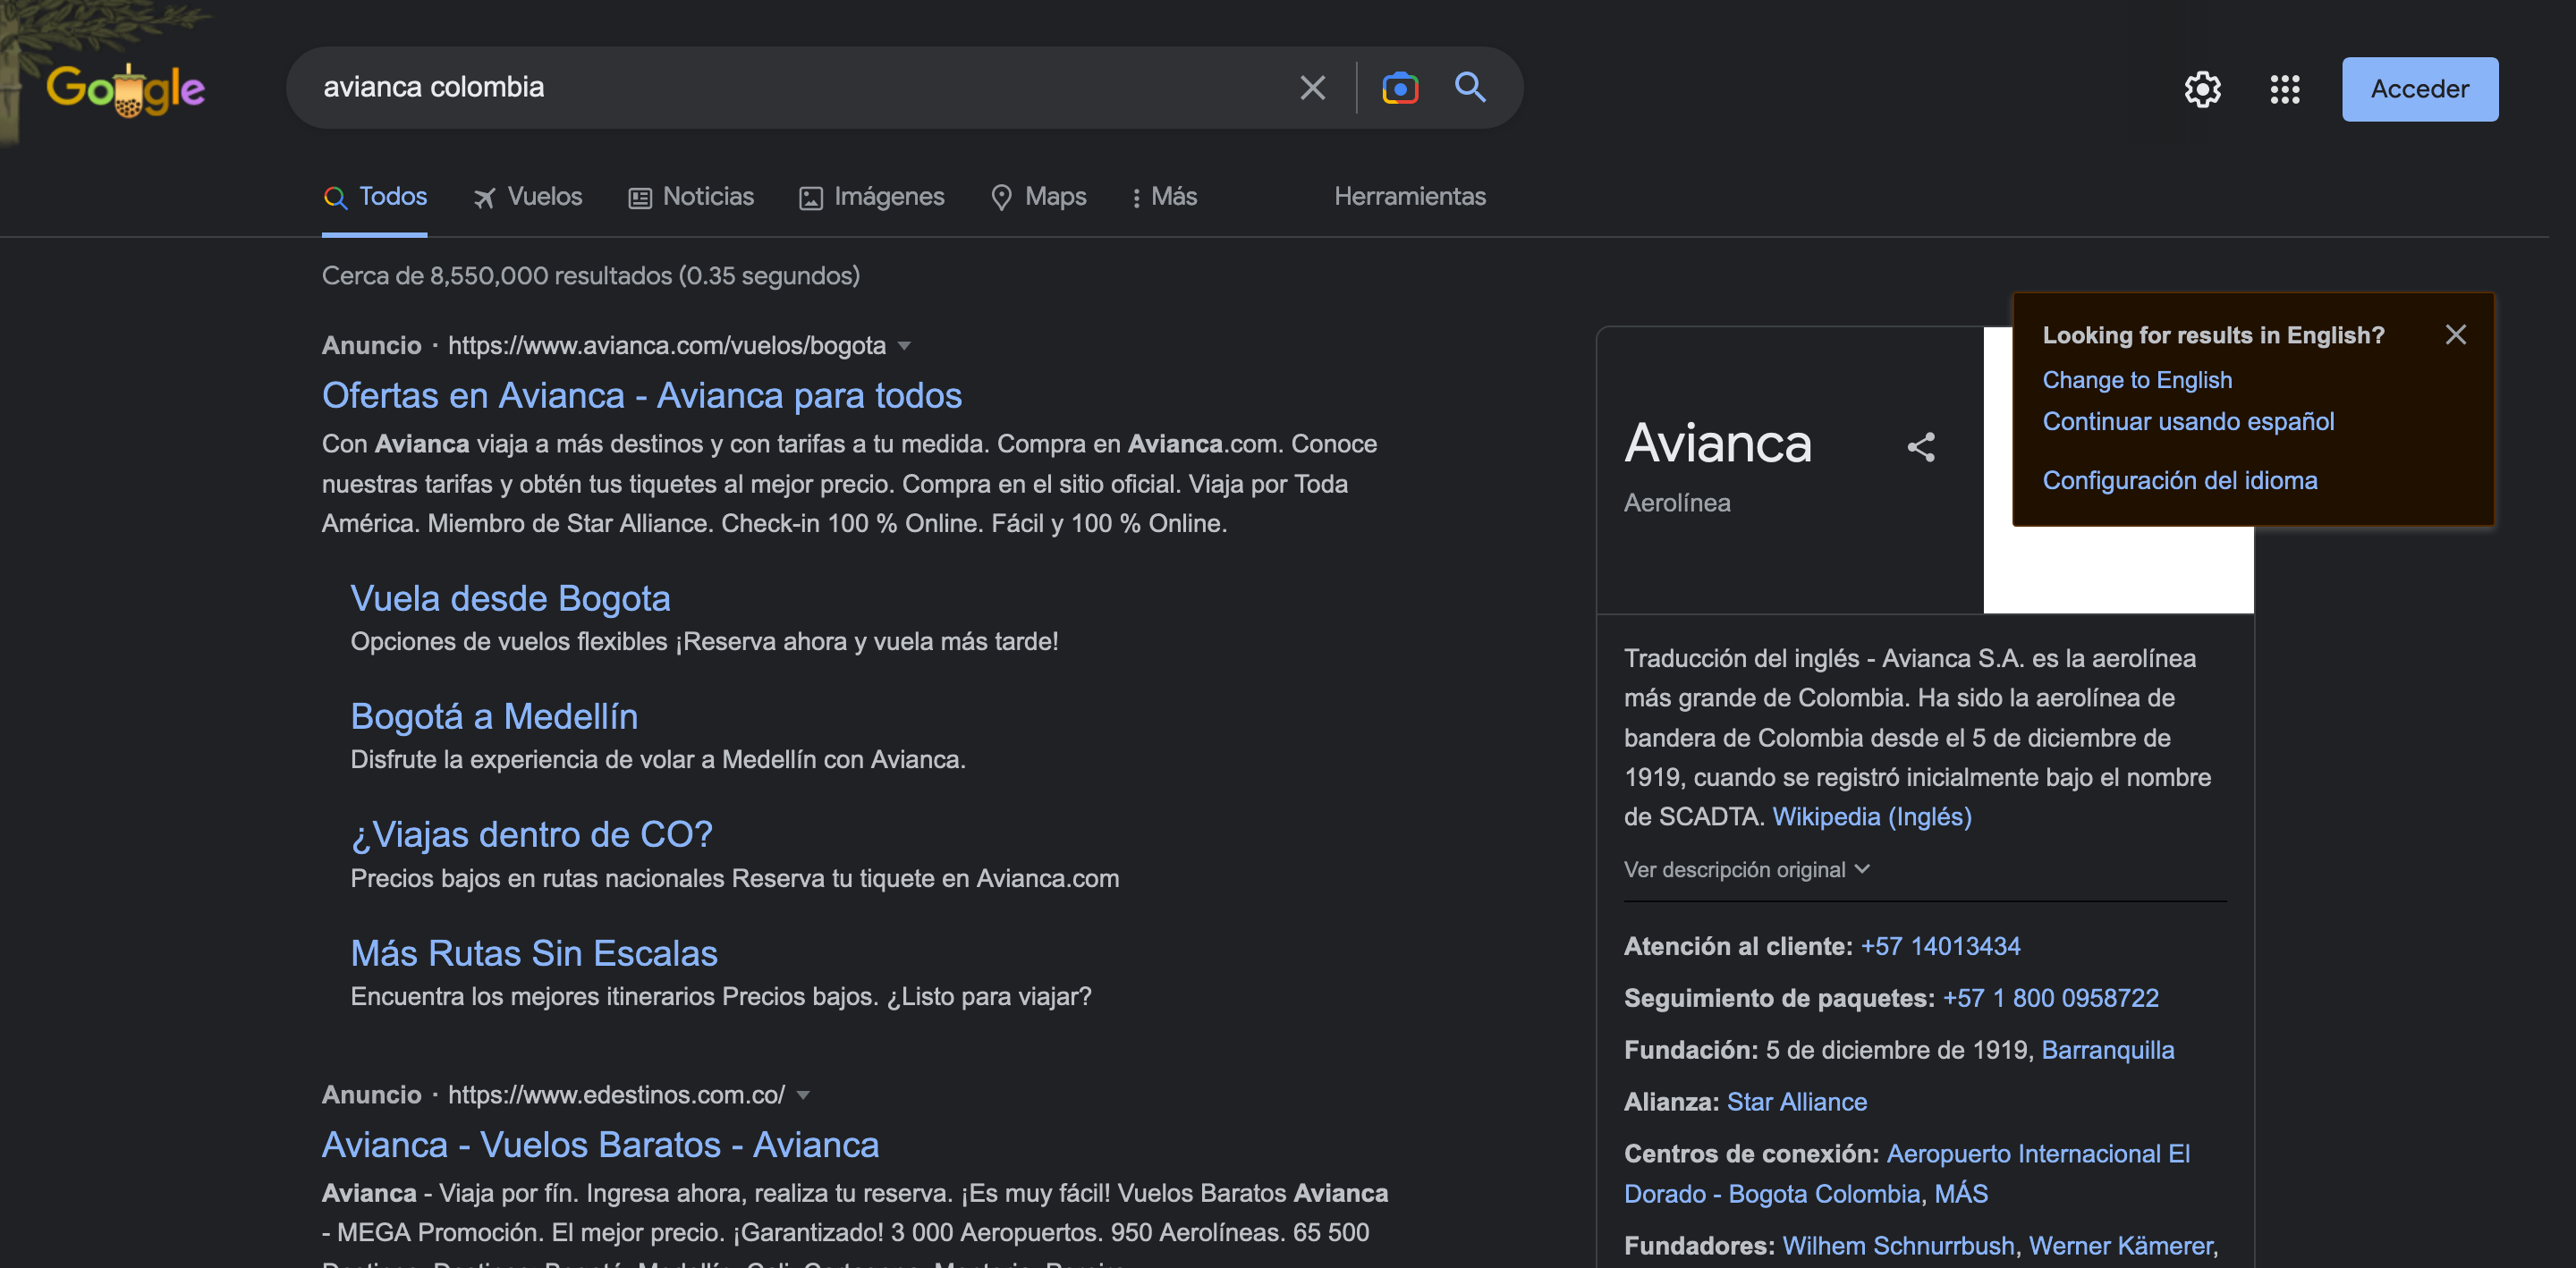 Google
avianca colombia
Acceder
Todos
Vuelos
Noticias
Imágenes
Maps
Más
Herramientas
Cerca de 8,550,000 resultados (0.35 segundos)
Anuncio · https://www.avianca.com/vuelos/bogota
Ofertas en Avianca - Avianca para todos
Con Avianca viaja a más destinos y con tarifas a tu medida. Compra en Avianca.com. Conoce
nuestras tarifas y obtén tus tiquetes al mejor precio. Compra en el sitio oficial. Viaja por Toda
América. Miembro de Star Alliance. Check-in 100 % Online. Fácil y 100 % Online.
Vuela desde Bogota
Opciones de vuelos flexibles ¡Reserva ahora y vuela más tarde!
Bogotá a Medellín
Disfrute la experiencia de volar a Medellín con Avianca.
¿Viajas dentro de CO?
Precios bajos en rutas nacionales Reserva tu tiquete en Avianca.com
Más Rutas Sin Escalas
Encuentra los mejores itinerarios Precios bajos. ¿Listo para viajar?
Anuncio · https://www.edestinos.com.co/
Avianca - Vuelos Baratos - Avianca
Avianca - Viaja por fín. Ingresa ahora, realiza tu reserva. ¡Es muy fácil! Vuelos Baratos Avianca
- MEGA Promoción. El mejor precio. ¡Garantizado! 3 000 Aeropuertos. 950 Aerolíneas. 65 500
Looking for results in English?
Change to English
Continuar usando español
Configuración del idioma
Avianca
Aerolínea
Traducción del inglés - Avianca S.A. es la aerolínea
más grande de Colombia. Ha sido la aerolínea de
bandera de Colombia desde el 5 de diciembre de
1919, cuando se registró inicialmente bajo el nombre
de SCADTA. Wikipedia (Inglés)
Ver descripción original
Atención al cliente: +57 14013434
Seguimiento de paquetes: +57 1 800 0958722
Fundación: 5 de diciembre de 1919, Barranquilla
Alianza: Star Alliance
Centros de conexión: Aeropuerto Internacional El
Dorado - Bogota Colombia, MÁS
Fundadores: Wilhem Schnurrbush, Werner Kämerer,